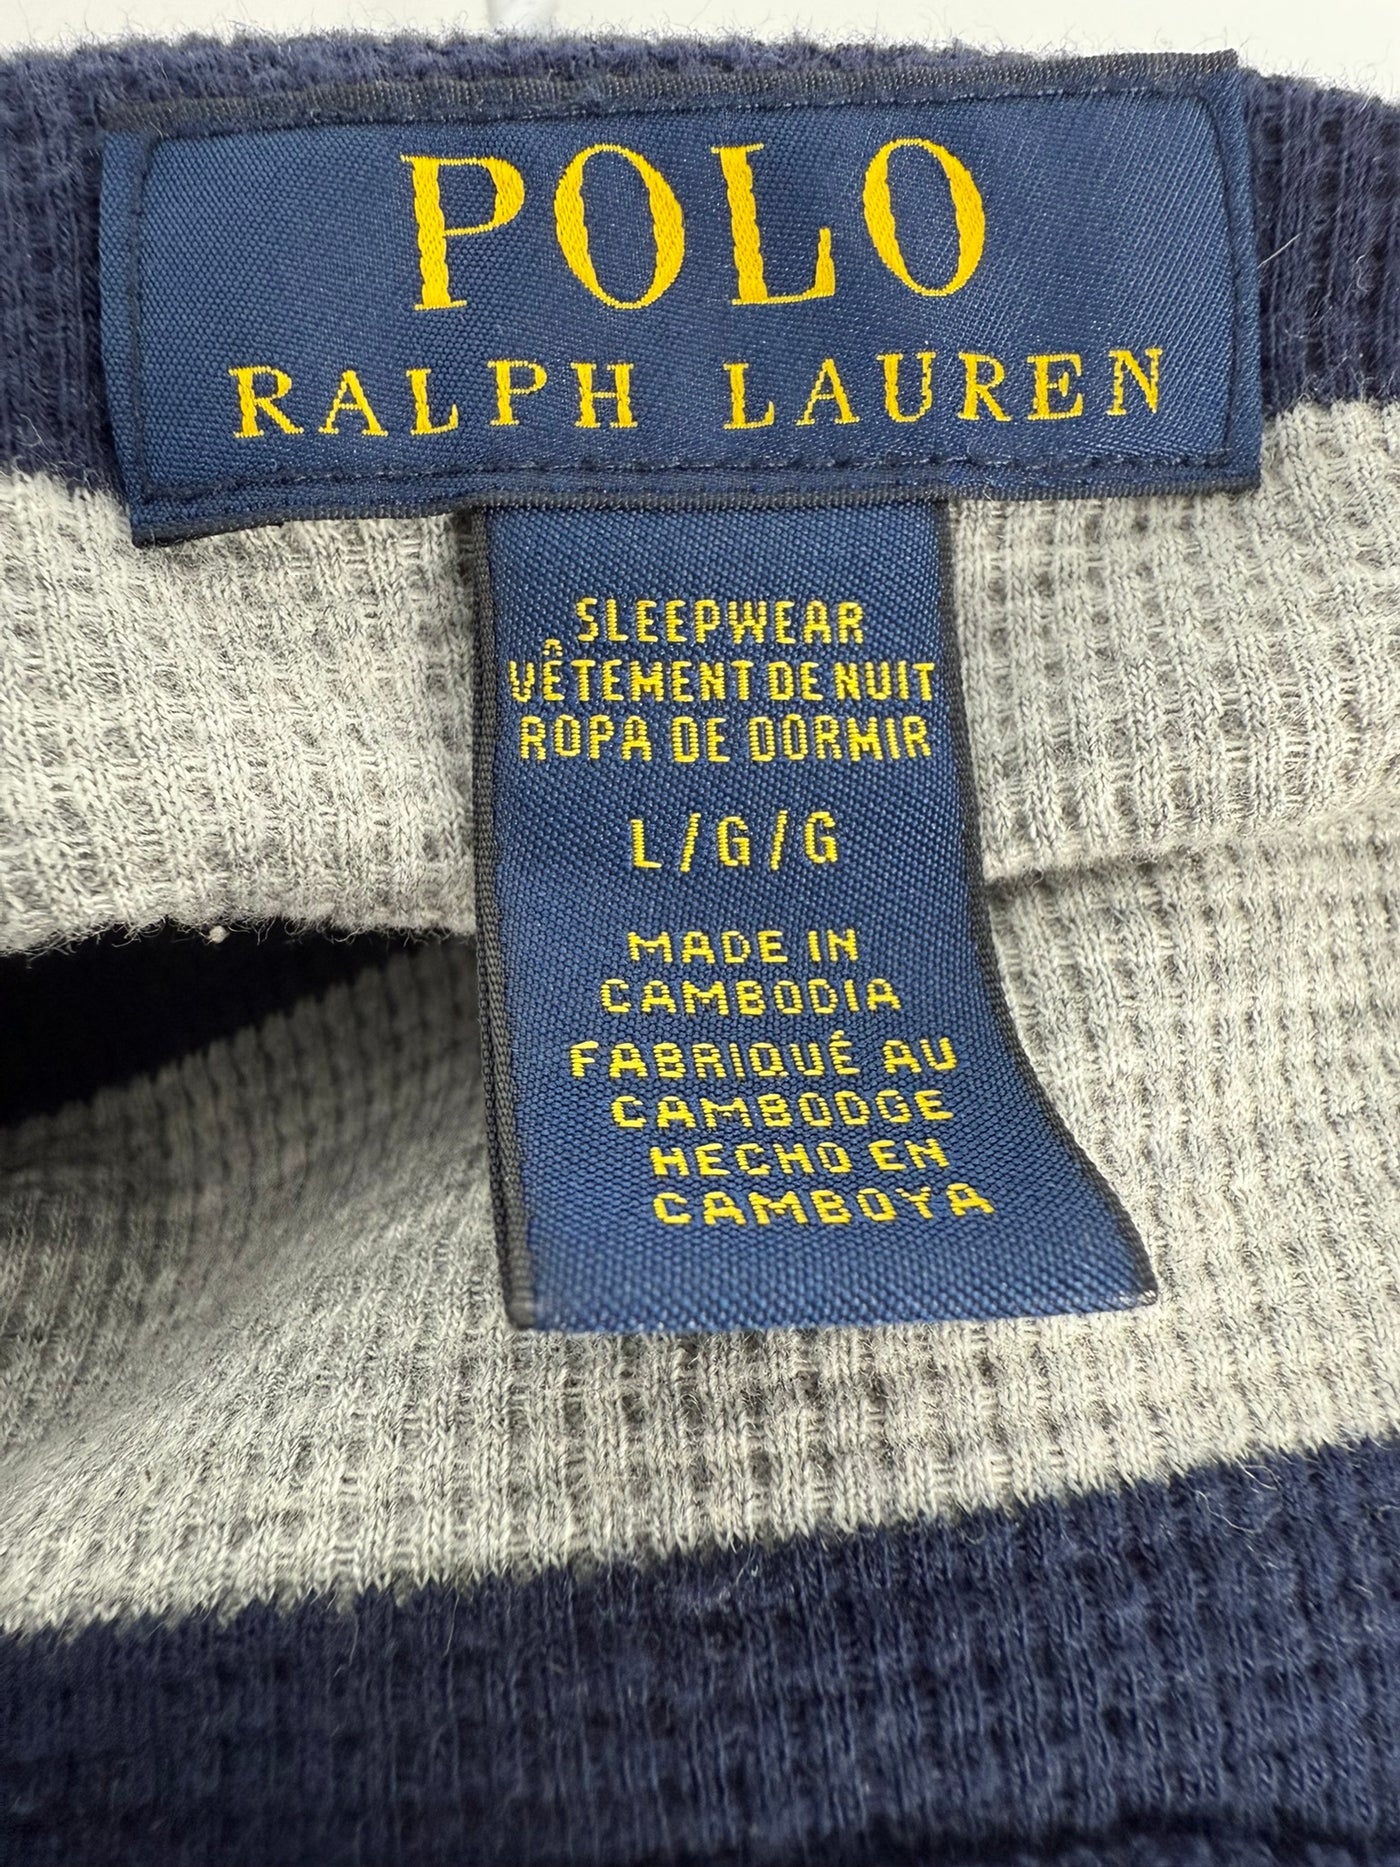 POLO
RALPH LAUREN
SLEEPWEAR
VÊTEMENT DE NUIT
ROPA DE DORMIR
L/G/G
MADE IN
CAMBODIA
FABRIQUÉ AU
CAMBODGE
HECHO EN
CAMBOYA